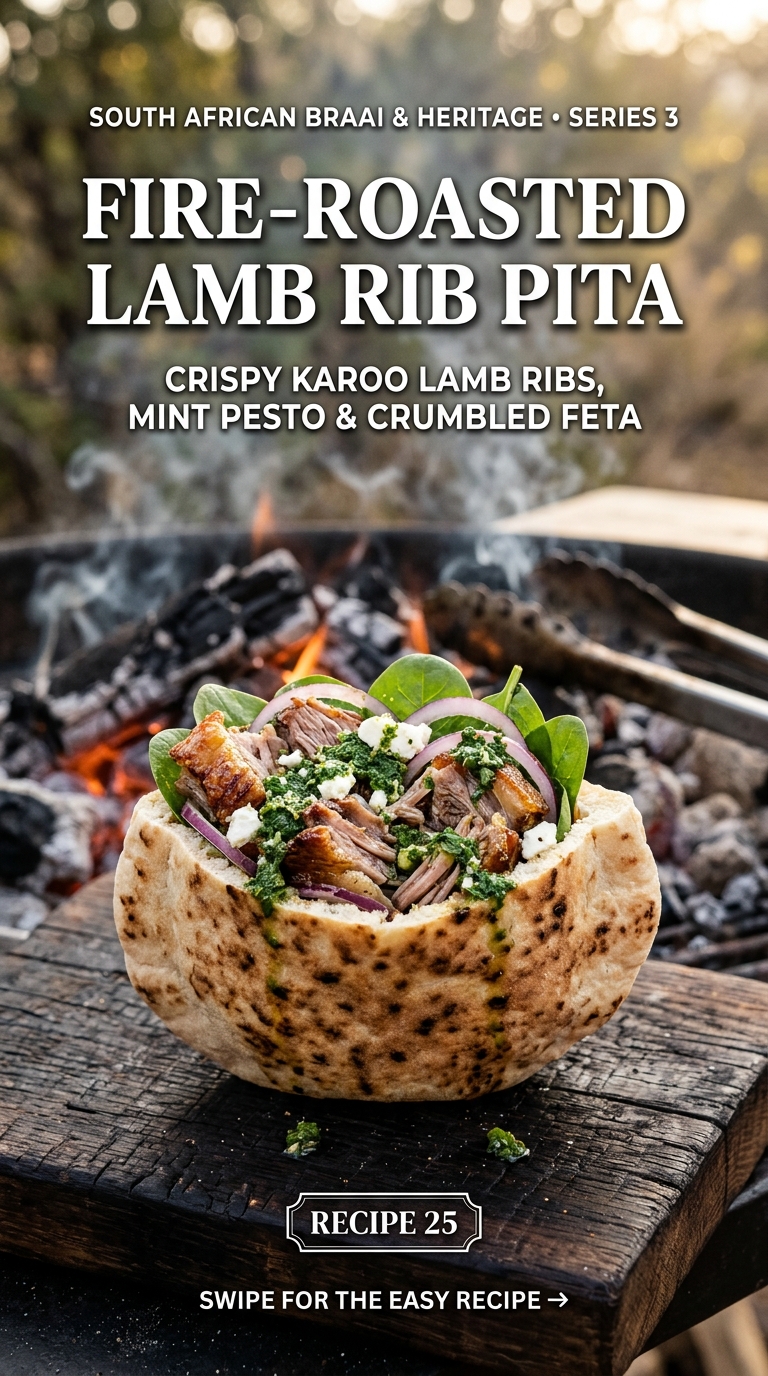 SOUTH AFRICAN BRAAI & HERITAGE • SERIES 3
FIRE-ROASTED
LAMB RIB PITA
CRISPY KAROO LAMB RIBS,
MINT PESTO & CRUMBLED FETA
RECIPE 25
SWIPE FOR THE EASY RECIPE →